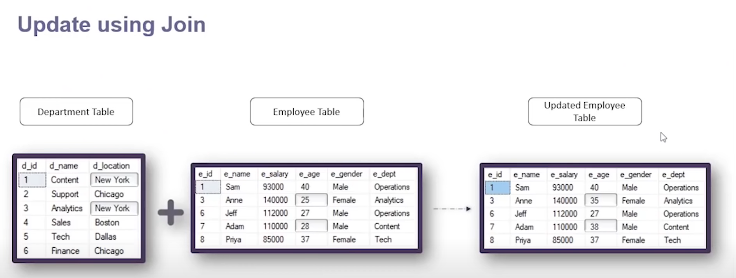 Update using Join
Department Table
Employee Table
Updated Employee
Table
d_id d_name d_location
1 Content New York
2 Support Chicago
3 Analytics New York
4 Sales Boston
5 Tech Dallas
6 Finance Chicago
e_id e_name e_salary e_age e_gender e_dept
1 Sam 93000 40 Male Operations
3 Anne 140000 25 Female Analytics
6 Jeff 112000 27 Male Operations
7 Adam 110000 28 Male Content
8 Priya 85000 37 Female Tech
e_id e_name e_salary e_age e_gender e_dept
1 Sam 93000 40 Male Operations
3 Anne 140000 35 Female Analytics
6 Jeff 112000 27 Male Operations
7 Adam 110000 38 Male Content
8 Priya 85000 37 Female Tech